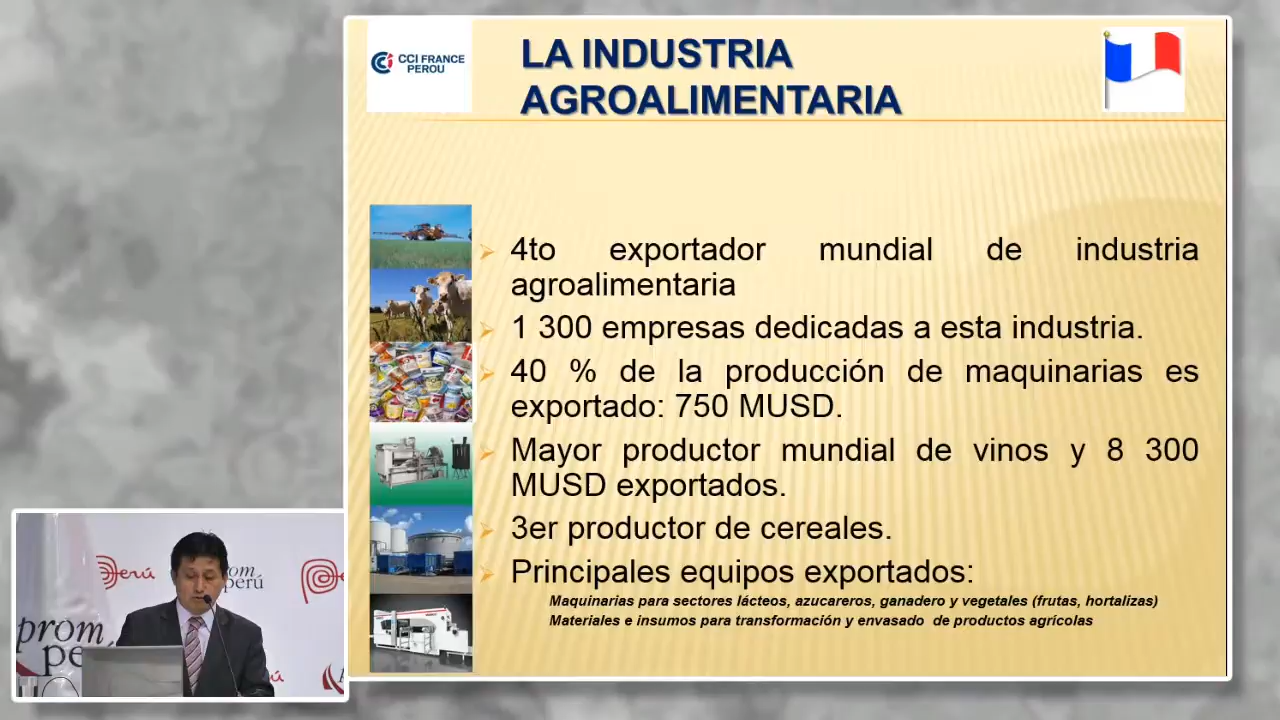 CCI FRANCE
PEROU
LA INDUSTRIA
AGROALIMENTARIA
4to exportador mundial de industria
agroalimentaria
1 300 empresas dedicadas a esta industria.
40 % de la producción de maquinarias es
exportado: 750 MUSD.
Mayor productor mundial de vinos y 8 300
MUSD exportados.
3er productor de cereales.
Principales equipos exportados:
Maquinarias para sectores lácteos, azucareros, ganadero y vegetales (frutas, hortalizas)
Materiales e insumos para transformación y envasado de productos agrícolas
Perú
perú
prom